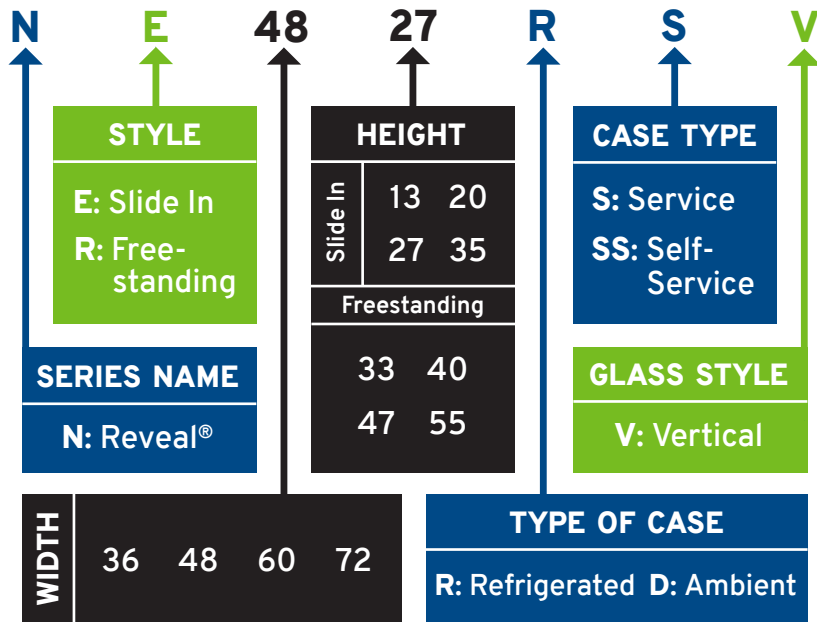 N E 48 27 R S V
STYLE
E: Slide In
R: Free-
standing
HEIGHT
Slide In
13 20
27 35
Freestanding
33 40
47 55
CASE TYPE
S: Service
SS: Self-
Service
SERIES NAME
N: Reveal®
GLASS STYLE
V: Vertical
WIDTH
36 48 60 72
TYPE OF CASE
R: Refrigerated D: Ambient